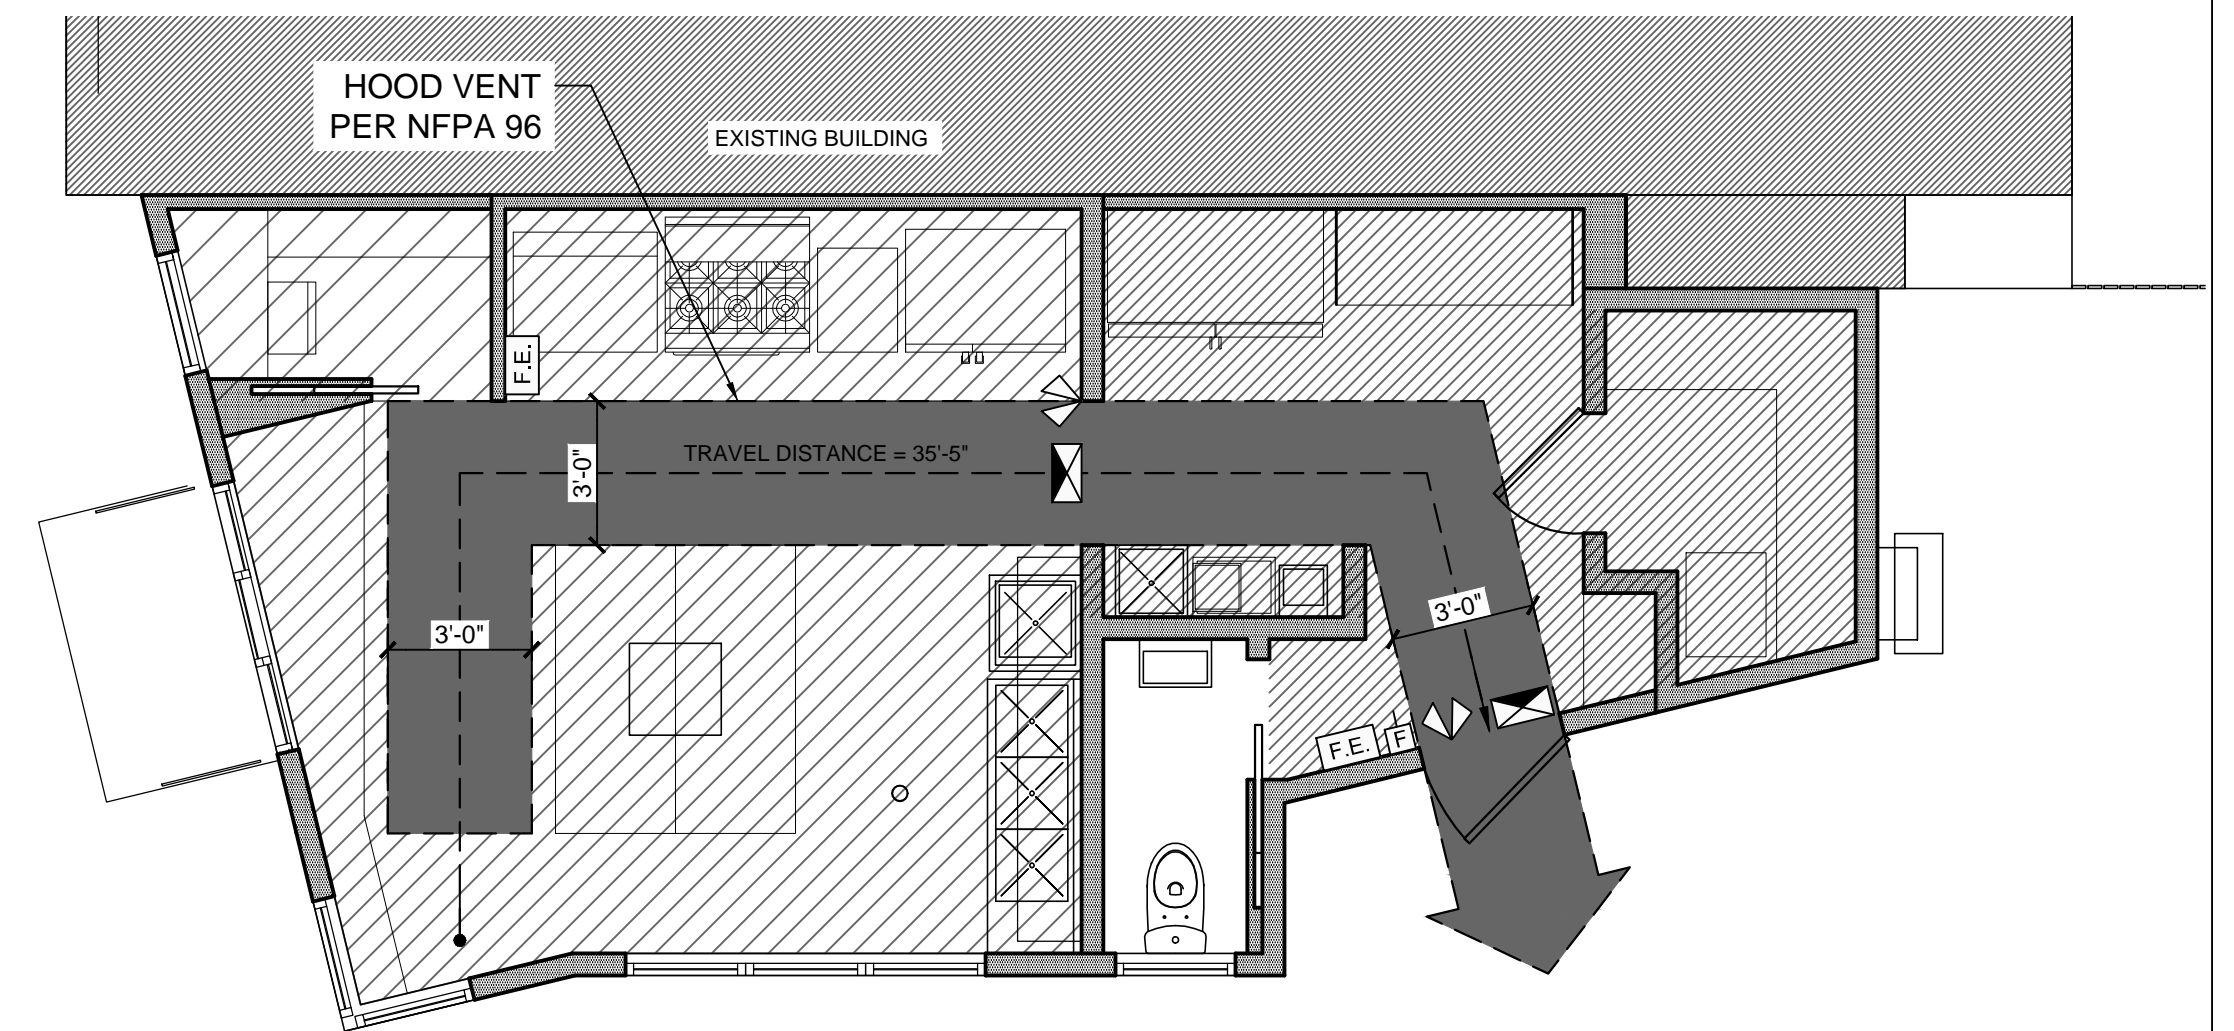 HOOD VENT
PER NFPA 96
EXISTING BUILDING
F.E.
TRAVEL DISTANCE = 35'-5"
3'-0"
3'-0"
3'-0"
F.E.
F